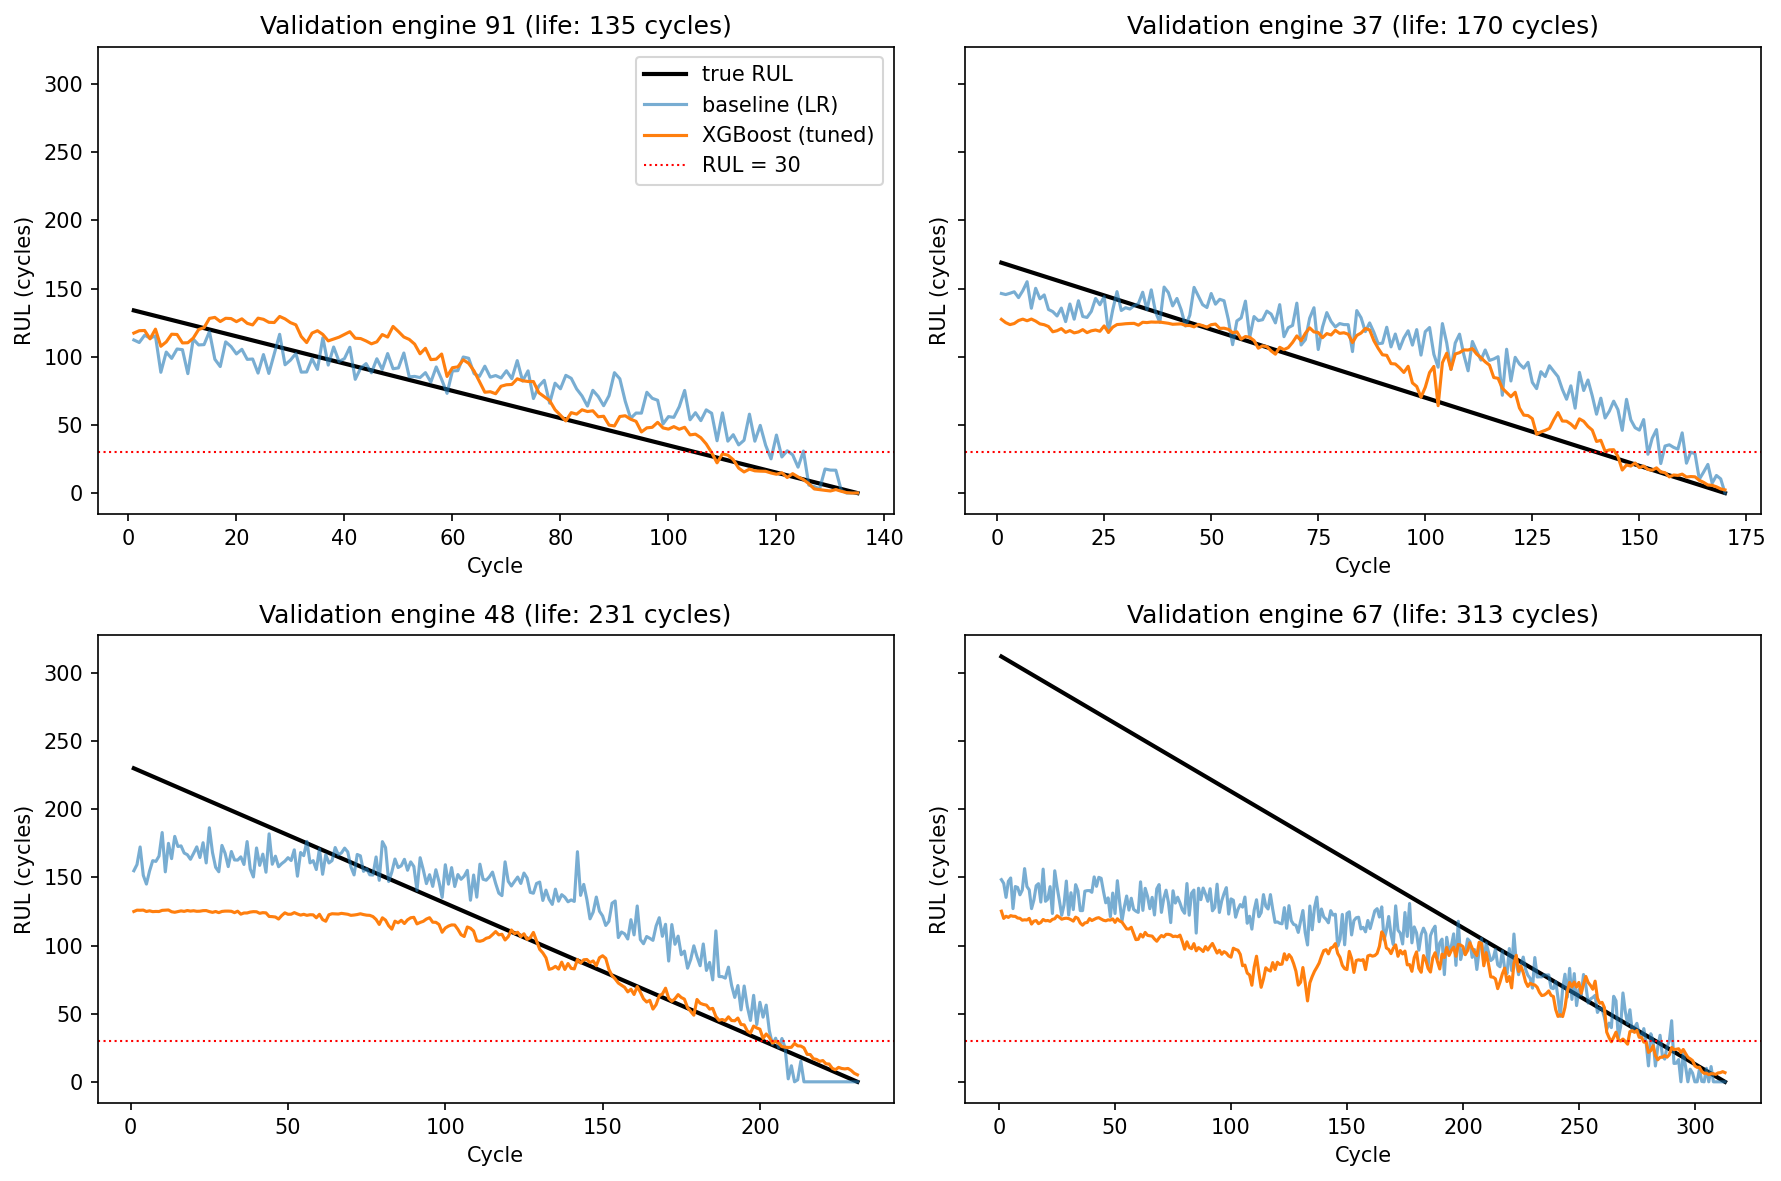 Validation engine 91 (life: 135 cycles)
RUL (cycles)
300
250
200
150
100
50
0
true RUL
baseline (LR)
XGBoost (tuned)
RUL = 30
0 20 40 60 80 100 120 140
Cycle
Validation engine 37 (life: 170 cycles)
RUL (cycles)
0 25 50 75 100 125 150 175
Cycle
Validation engine 48 (life: 231 cycles)
RUL (cycles)
300
250
200
150
100
50
0
0 50 100 150 200
Cycle
Validation engine 67 (life: 313 cycles)
RUL (cycles)
0 50 100 150 200 250 300
Cycle